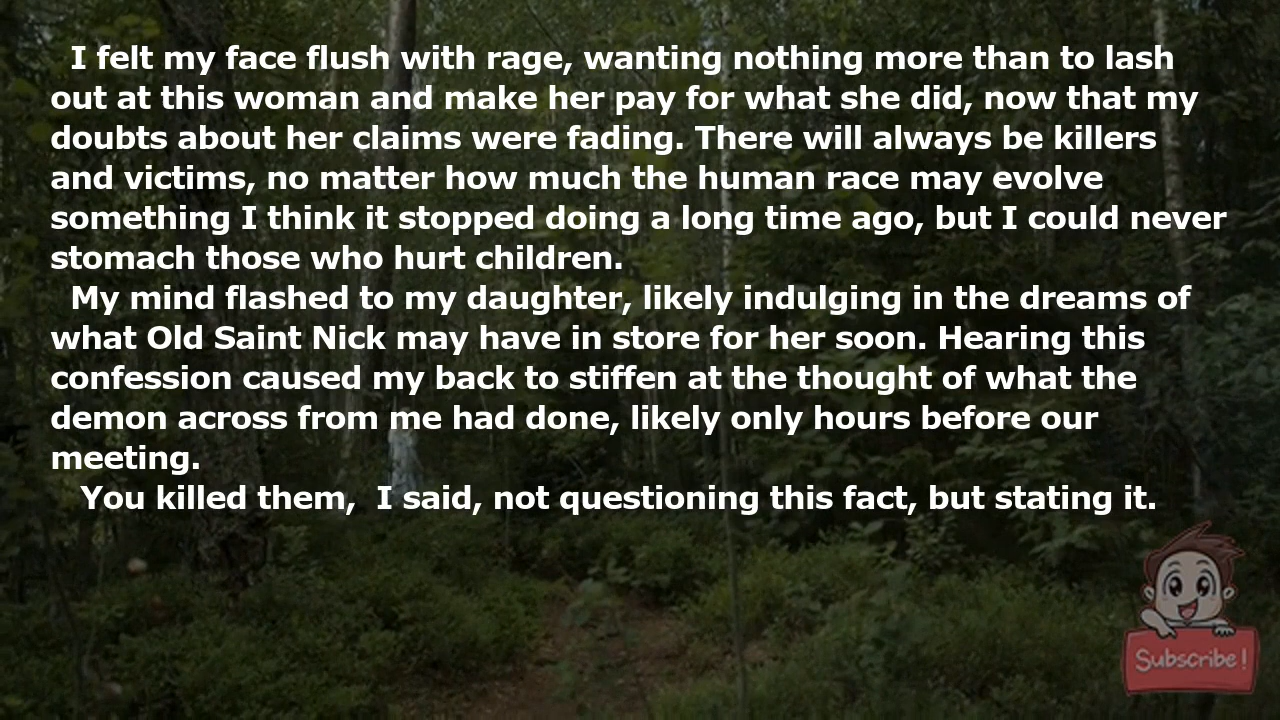 I felt my face flush with rage, wanting nothing more than to lash
out at this woman and make her pay for what she did, now that my
doubts about her claims were fading. There will always be killers
and victims, no matter how much the human race may evolve
something I think it stopped doing a long time ago, but I could never
stomach those who hurt children.
My mind flashed to my daughter, likely indulging in the dreams of
what Old Saint Nick may have in store for her soon. Hearing this
confession caused my back to stiffen at the thought of what the
demon across from me had done, likely only hours before our
meeting.
You killed them,  I said, not questioning this fact, but stating it.
Subscribe!